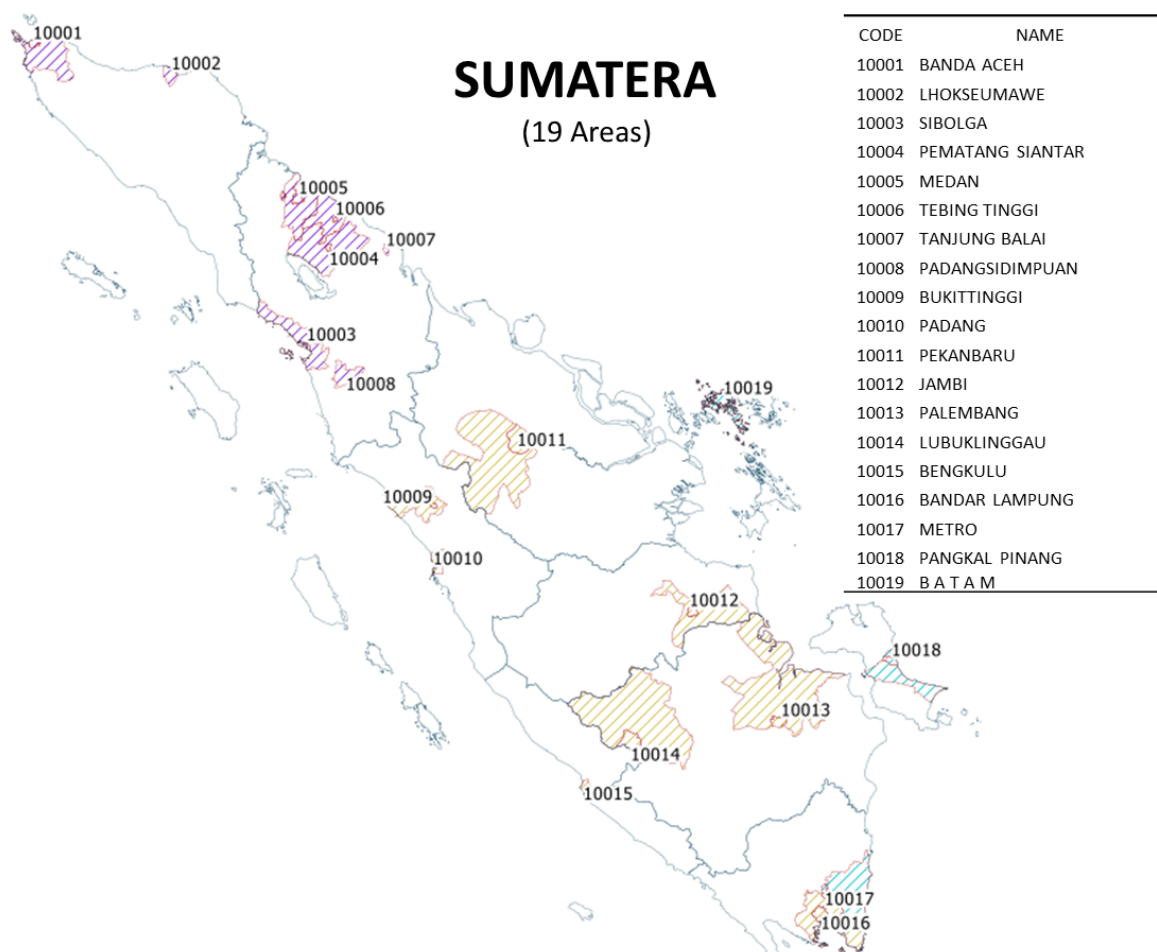 SUMATERA
(19 Areas)
CODE NAME
10001 BANDA ACEH
10002 LHOKSEUMAWE
10003 SIBOLGA
10004 PEMATANG SIANTAR
10005 MEDAN
10006 TEBING TINGGI
10007 TANJUNG BALAI
10008 PADANGSIDIMPUAN
10009 BUKITTINGGI
10010 PADANG
10011 PEKANBARU
10012 JAMBI
10013 PALEMBANG
10014 LUBUKLINGGAU
10015 BENGKULU
10016 BANDAR LAMPUNG
10017 METRO
10018 PANGKAL PINANG
10019 B A T A M
10001
10002
10005
10006
10007
10004
10003
10008
10019
10011
10009
10010
10012
10018
10013
10014
10015
10017
10016